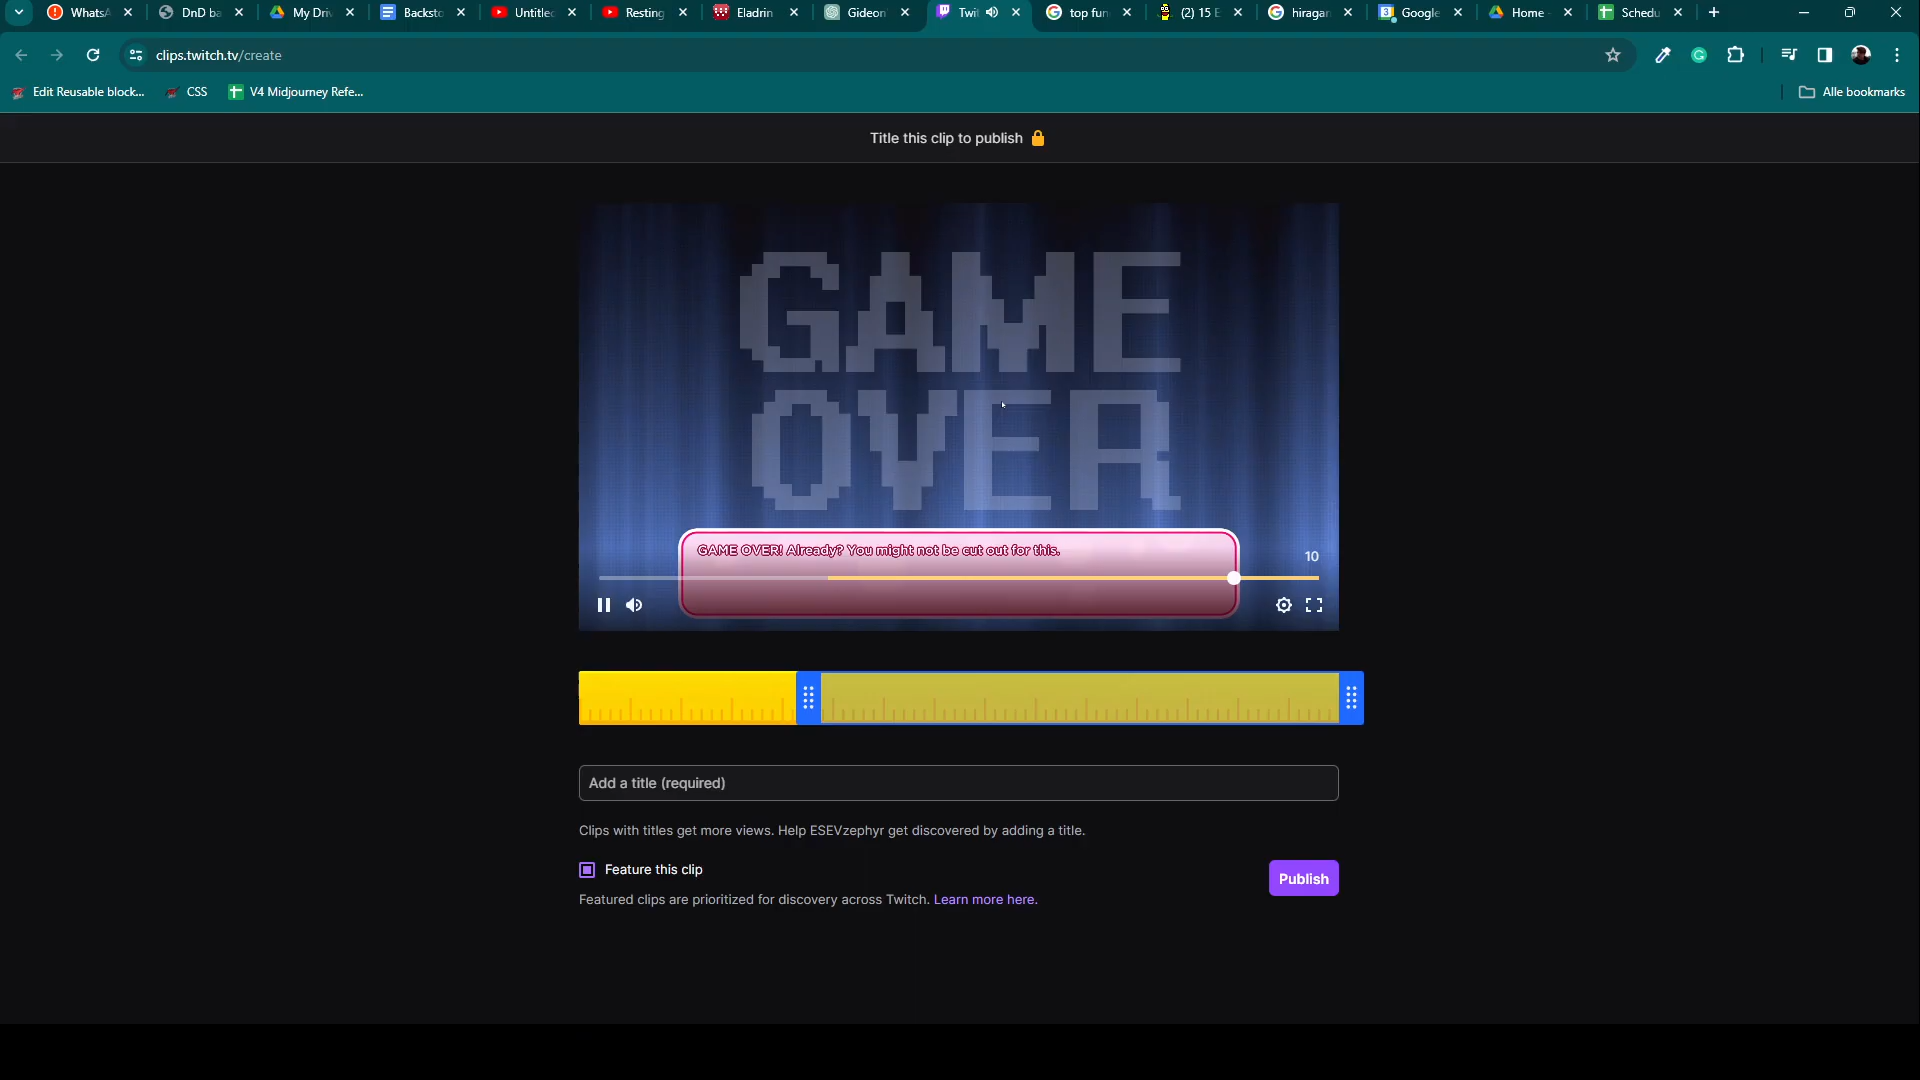 WhatsA
DnD ba
My Driv
Backsto
Untitled
Resting
Eladrin
Gideon'
Twi
top fun
(2) 15 E
hiragan
Google
Home -
Schedu
clips.twitch.tv/create
Edit Reusable block...
CSS
V4 Midjourney Refe...
Alle bookmarks
Title this clip to publish
GAME
OVER
GAME OVER! Already? You might not be cut out for this.
10
Add a title (required)
Clips with titles get more views. Help ESEVzephyr get discovered by adding a title.
Feature this clip
Publish
Featured clips are prioritized for discovery across Twitch. Learn more here.